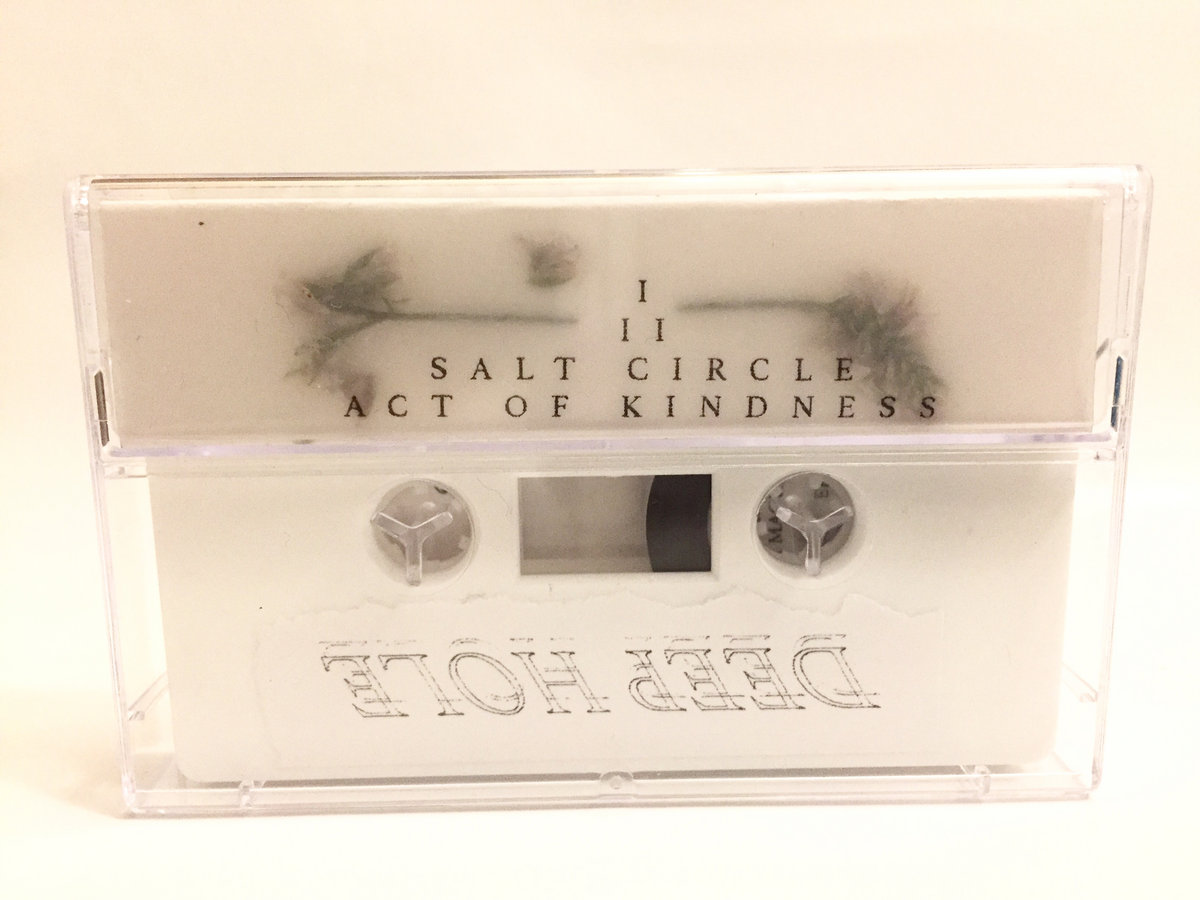 I
II
SALT CIRCLE
ACT OF KINDNESS
DEEP HOLE